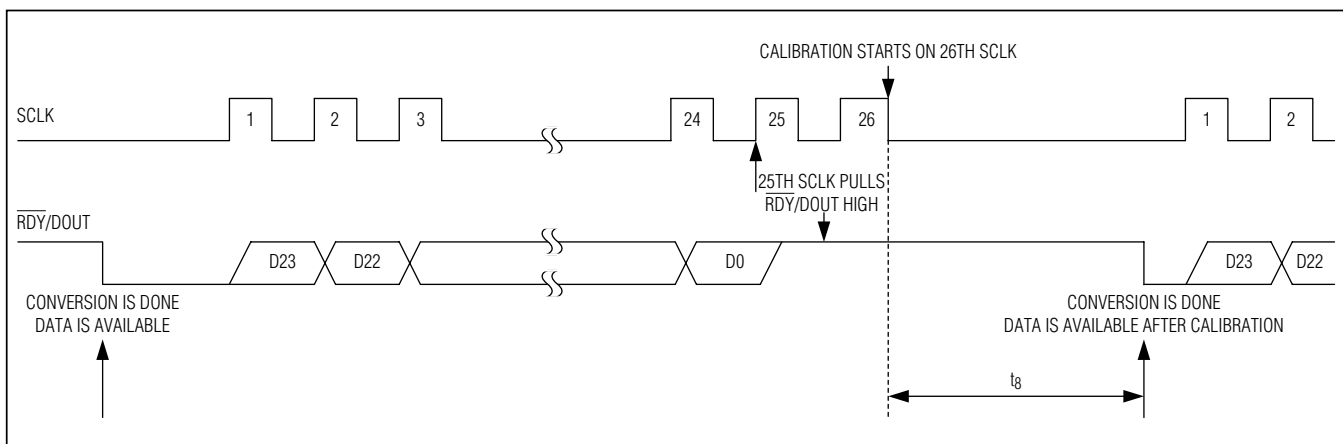 CALIBRATION STARTS ON 26TH SCLK
SCLK
1
2
3
24
25
26
1
2
25TH SCLK PULLS
RDY/DOUT HIGH
RDY/DOUT
D23
D22
D0
D23
D22
CONVERSION IS DONE
DATA IS AVAILABLE
CONVERSION IS DONE
DATA IS AVAILABLE AFTER CALIBRATION
t8